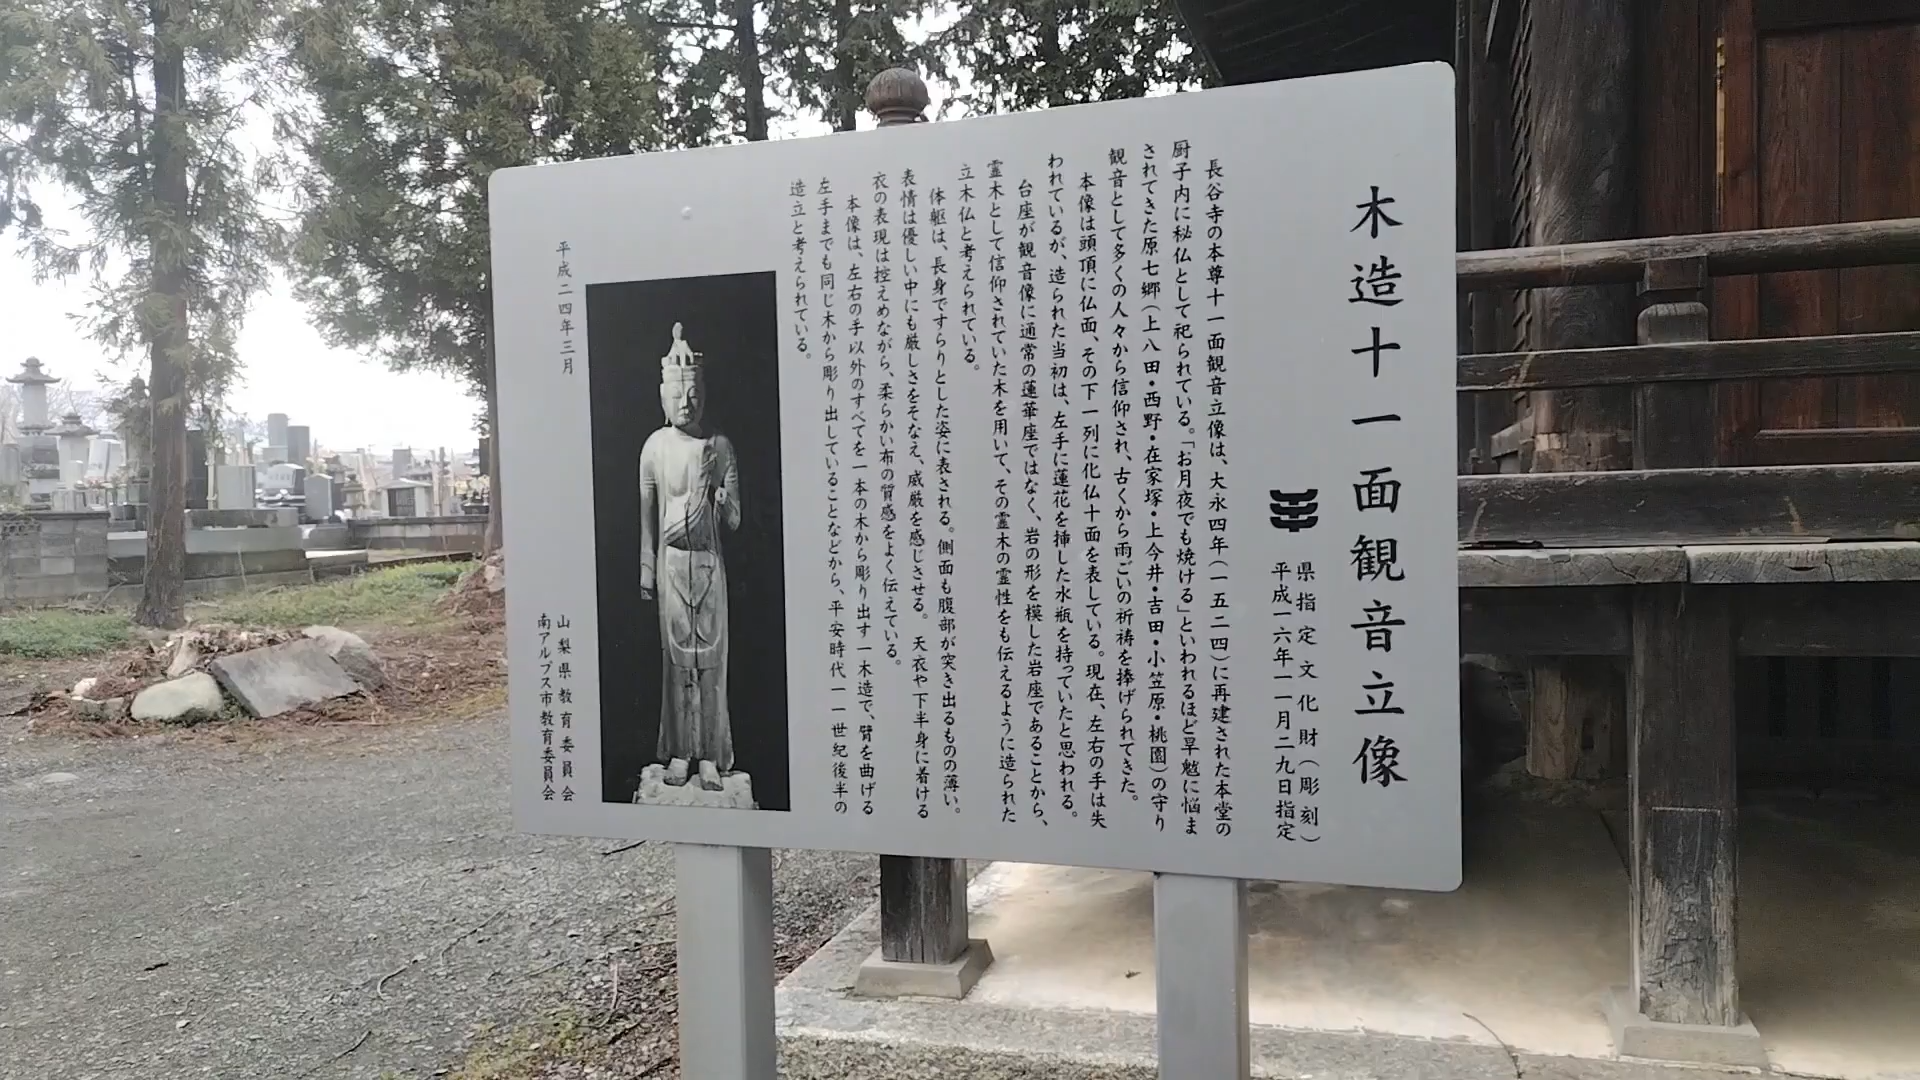 木造十一面観音立像
県指定文化財（彫刻）
平成一六年一一月二九日指定
長谷寺の本尊十一面観音立像は、大永四年（一五二四）に再建された本堂の
厨子内に秘仏として祀られている。「お月夜でも焼ける」といわれるほど旱魃に悩ま
されてきた原七郷（上八田・西野・在家塚・上今井・吉田・小笠原・桃園）の守り
観音として多くの人々から信仰され、古くから雨ごいの祈祷を捧げられてきた。
本像は頭頂に仏面、その下一列に化仏十面を表している。現在、左右の手は失
われているが、造られた当初は、左手に蓮花を挿した水瓶を持っていたと思われる。
台座が観音像に通常の蓮華座ではなく、岩の形を模した岩座であることから、
霊木として信仰されていた木を用いて、その霊木の霊性をも伝えるように造られた
立木仏と考えられている。
体躯は、長身ですらりとした姿に表される。側面も腹部が突き出るものの薄い。
表情は優しい中にも厳しさをそなえ、威厳を感じさせる。天衣や下半身に着ける
衣の表現は控えめながら、柔らかい布の質感をよく伝えている。
本像は、左右の手以外のすべてを一本の木から彫り出す一木造で、臂を曲げる
左手までも同じ木から彫り出していることなどから、平安時代一一世紀後半の
造立と考えられている。
平成二四年三月
山梨県教育委員会
南アルプス市教育委員会